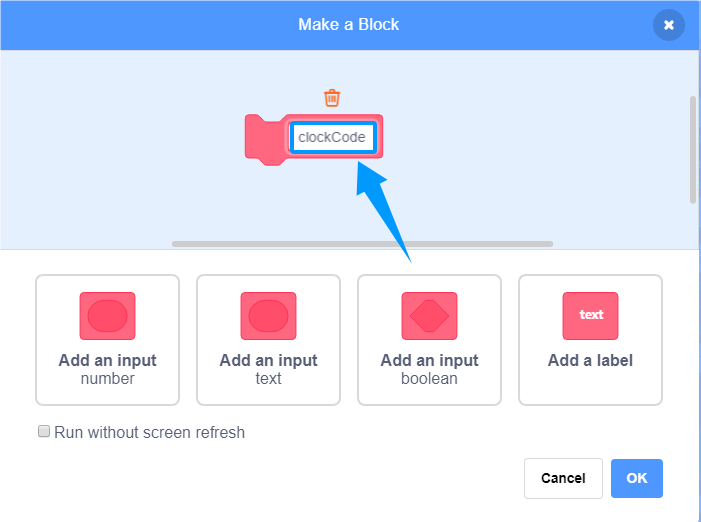 Make a Block
clockCode
text
Add an input
number
Add an input
text
Add an input
boolean
Add a label
Run without screen refresh
Cancel
OK